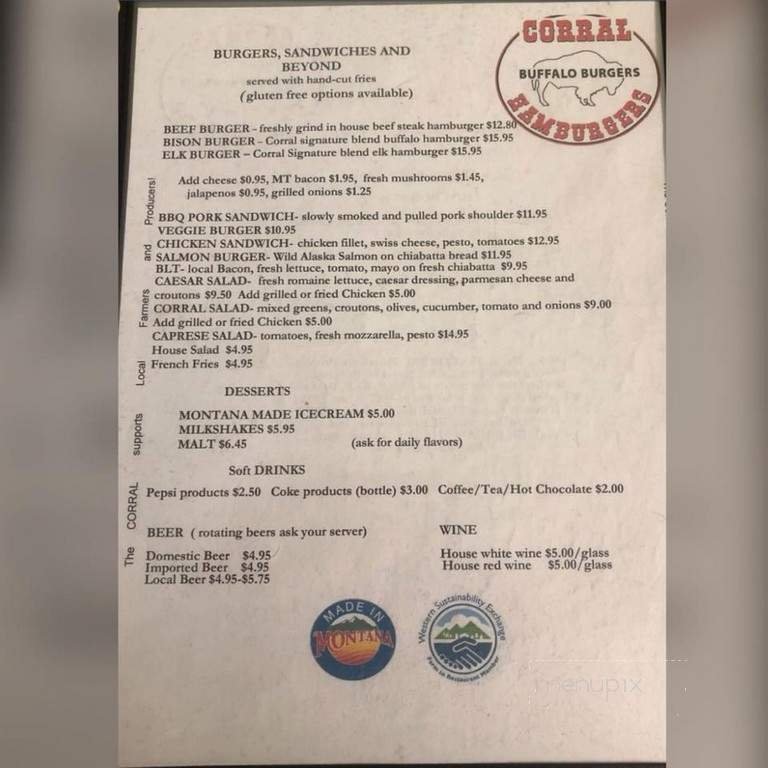 CORRAL
BUFFALO BURGERS
HAMBURGERS
BURGERS, SANDWICHES AND
BEYOND
served with hand-cut fries
(gluten free options available)
BEEF BURGER - freshly grind in house beef steak hamburger $12.80
BISON BURGER - Corral signature blend buffalo hamburger $15.95
ELK BURGER - Corral Signature blend elk hamburger $15.95
Add cheese $0.95, MT bacon $1.95, fresh mushrooms $1.45,
jalapenos $0.95, grilled onions $1.25
BBQ PORK SANDWICH- slowly smoked and pulled pork shoulder $11.95
VEGGIE BURGER $10.95
CHICKEN SANDWICH- chicken fillet, swiss cheese, pesto, tomatoes $12.95
SALMON BURGER- Wild Alaska Salmon on chiabatta bread $11.95
BLT- local Bacon, fresh lettuce, tomato, mayo on fresh chiabatta $9.95
CAESAR SALAD- fresh romaine lettuce, caesar dressing, parmesan cheese and
croutons $9.50 Add grilled or fried Chicken $5.00
CORRAL SALAD- mixed greens, croutons, olives, cucumber, tomato and onions $9.00
Add grilled or fried Chicken $5.00
CAPRESE SALAD- tomatoes, fresh mozzarella, pesto $14.95
House Salad $4.95
French Fries $4.95
DESSERTS
MONTANA MADE ICECREAM $5.00
MILKSHAKES $5.95
MALT $6.45 (ask for daily flavors)
Soft DRINKS
Pepsi products $2.50 Coke products (bottle) $3.00 Coffee/Tea/Hot Chocolate $2.00
BEER ( rotating beers ask your server)
Domestic Beer $4.95
Imported Beer $4.95
Local Beer $4.95-$5.75
WINE
House white wine $5.00/glass
House red wine $5.00/glass
The CORRAL supports Local Farmers and Producers!
MADE IN
MONTANA
Western Sustainability Exchange
Farm to Restaurant Member
menupix